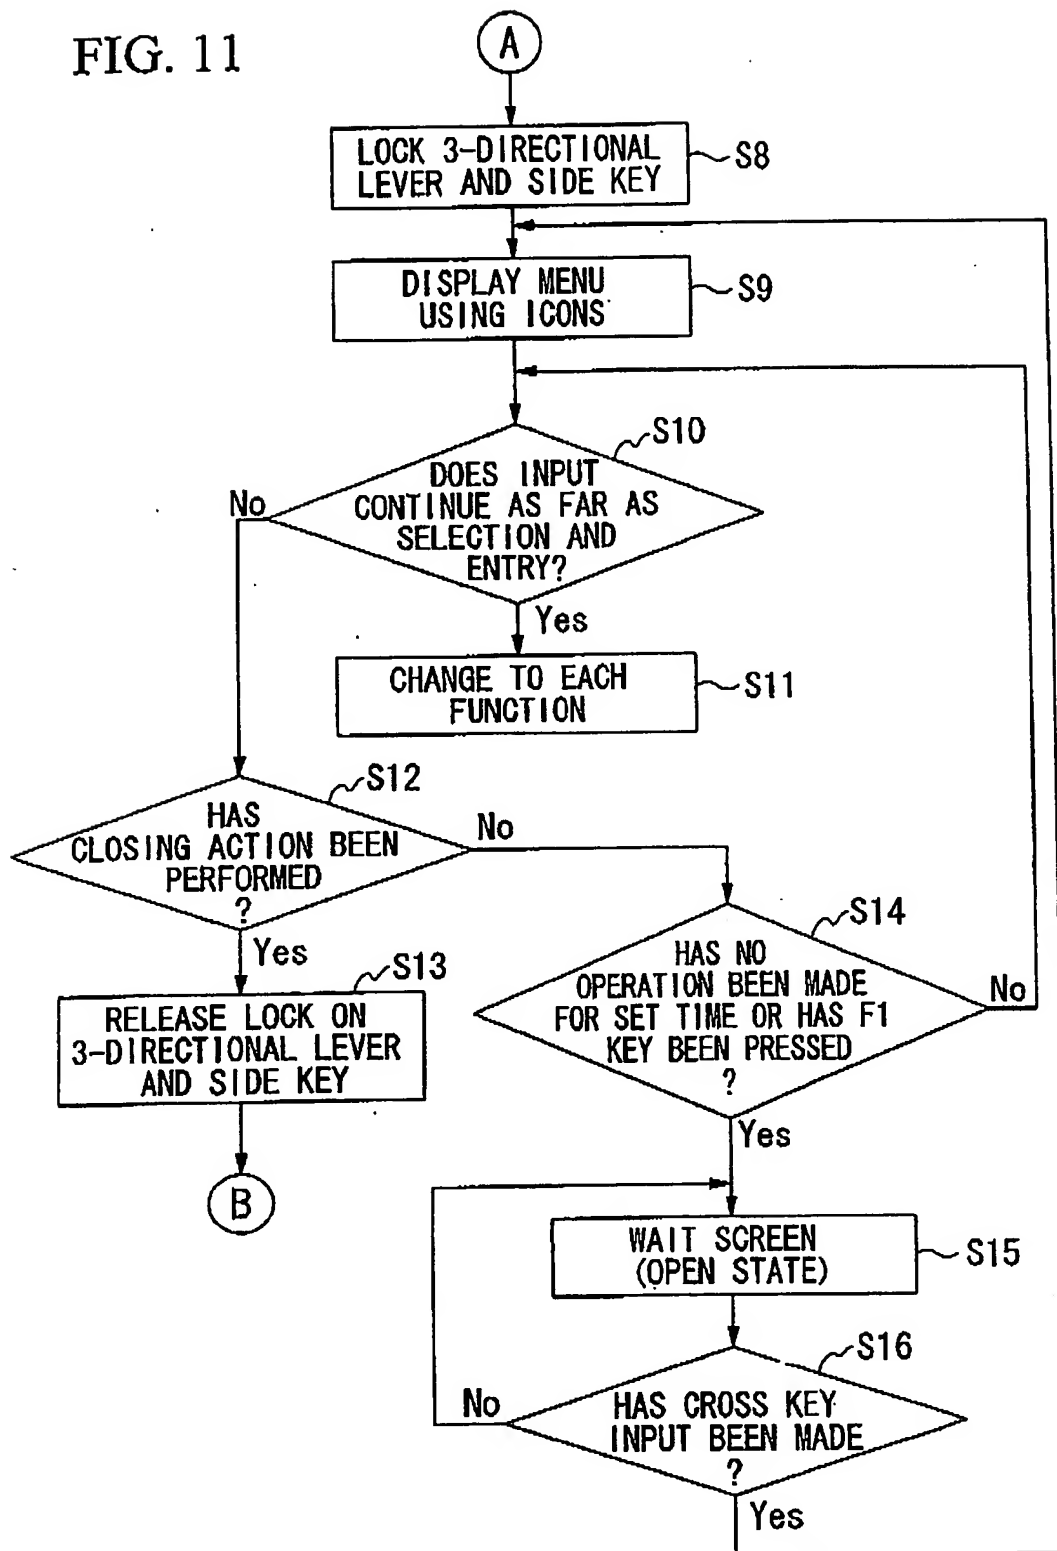 FIG. 11
A
LOCK 3-DIRECTIONAL
LEVER AND SIDE KEY
S8
DISPLAY MENU
USING ICONS
S9
S10
DOES INPUT
CONTINUE AS FAR AS
SELECTION AND
ENTRY?
No
Yes
CHANGE TO EACH
FUNCTION
S11
S12
HAS
CLOSING ACTION BEEN
PERFORMED
?
No
Yes
S13
RELEASE LOCK ON
3-DIRECTIONAL LEVER
AND SIDE KEY
B
S14
HAS NO
OPERATION BEEN MADE
FOR SET TIME OR HAS F1
KEY BEEN PRESSED
?
No
Yes
WAIT SCREEN
(OPEN STATE)
S15
S16
HAS CROSS KEY
INPUT BEEN MADE
?
No
Yes